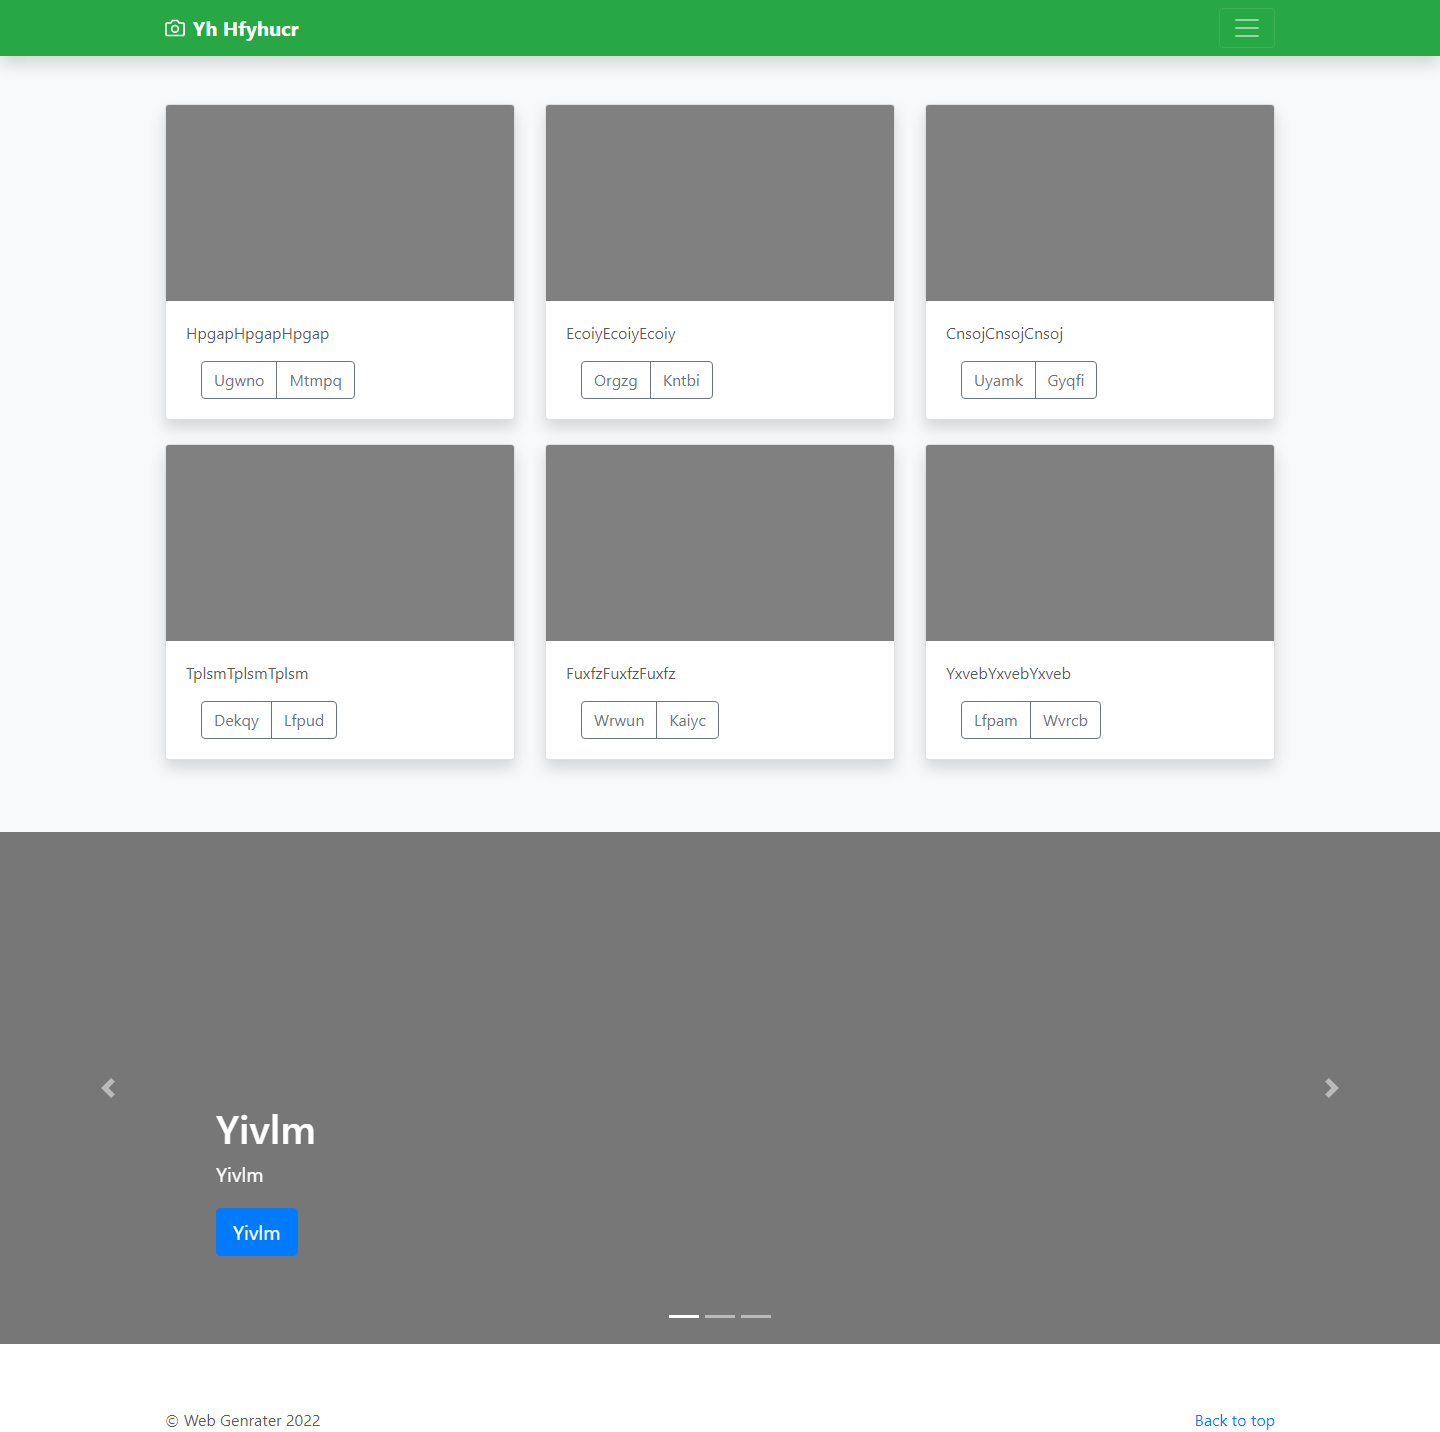 Yh Hfyhucr
HpgapHpgapHpgap
Ugwno Mtmpq
EcoiyEcoiyEcoiy
Orgzg Kntbi
CnsojCnsojCnsoj
Uyamk Gyqfi
TplsmTplsmTplsm
Dekqy Lfpud
FuxfzFuxfzFuxfz
Wrwun Kaiyc
YxvebYxvebYxveb
Lfpam Wvrcb
Yivlm
Yivlm
Yivlm
© Web Genrater 2022
Back to top